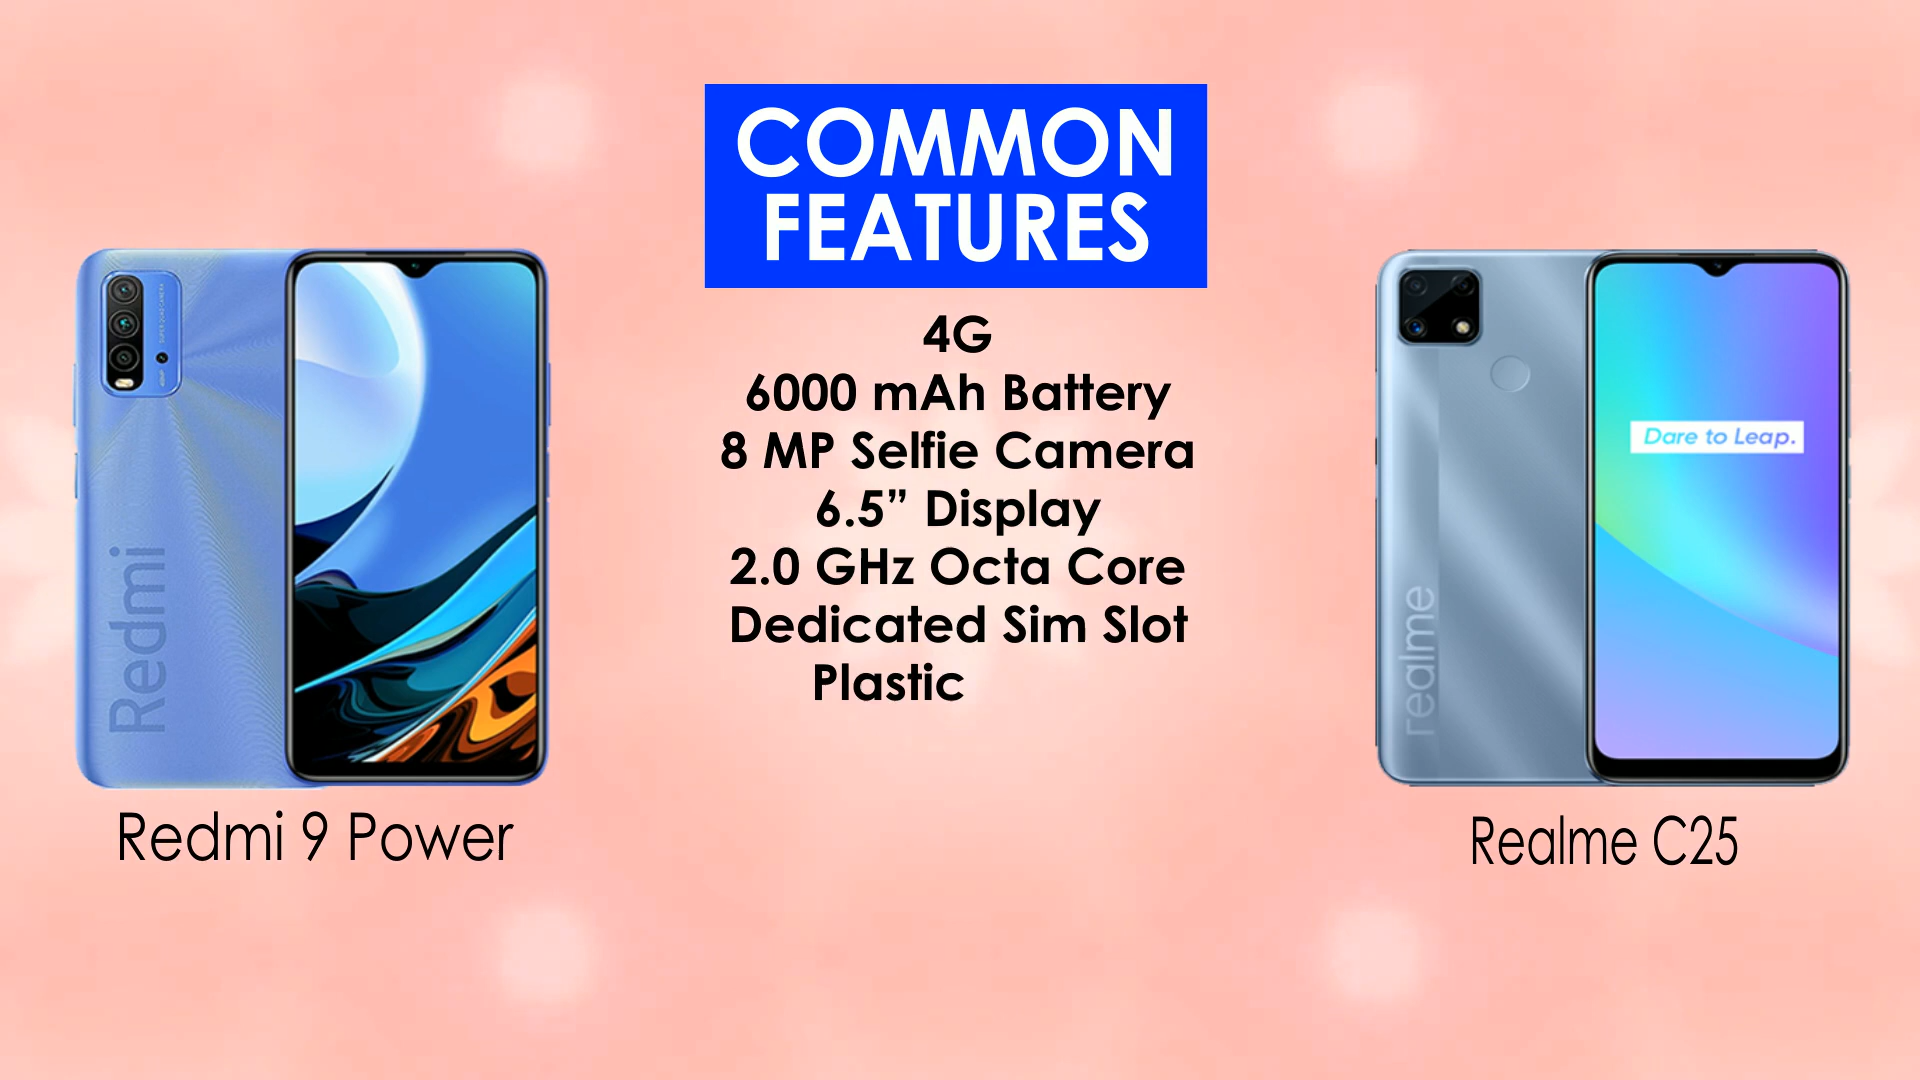 COMMON
FEATURES
4G
6000 mAh Battery
8 MP Selfie Camera
6.5” Display
2.0 GHz Octa Core
Dedicated Sim Slot
Plastic
Redmi
Redmi 9 Power
Dare to Leap.
realme
Realme C25